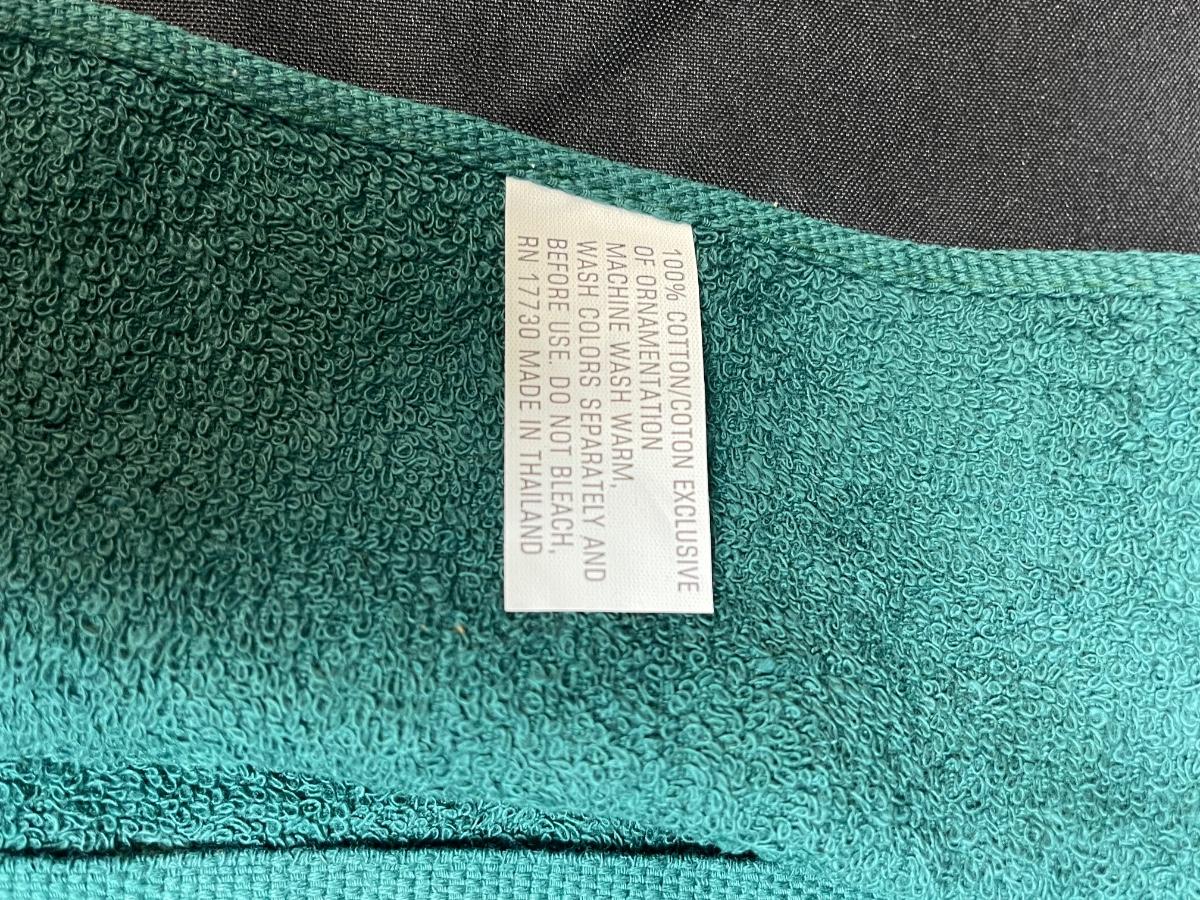 100% COTTON/COTON EXCLUSIVE
OF ORNAMENTATION
MACHINE WASH WARM,
WASH COLORS SEPARATELY AND
BEFORE USE. DO NOT BLEACH,
RN 17730 MADE IN THAILAND